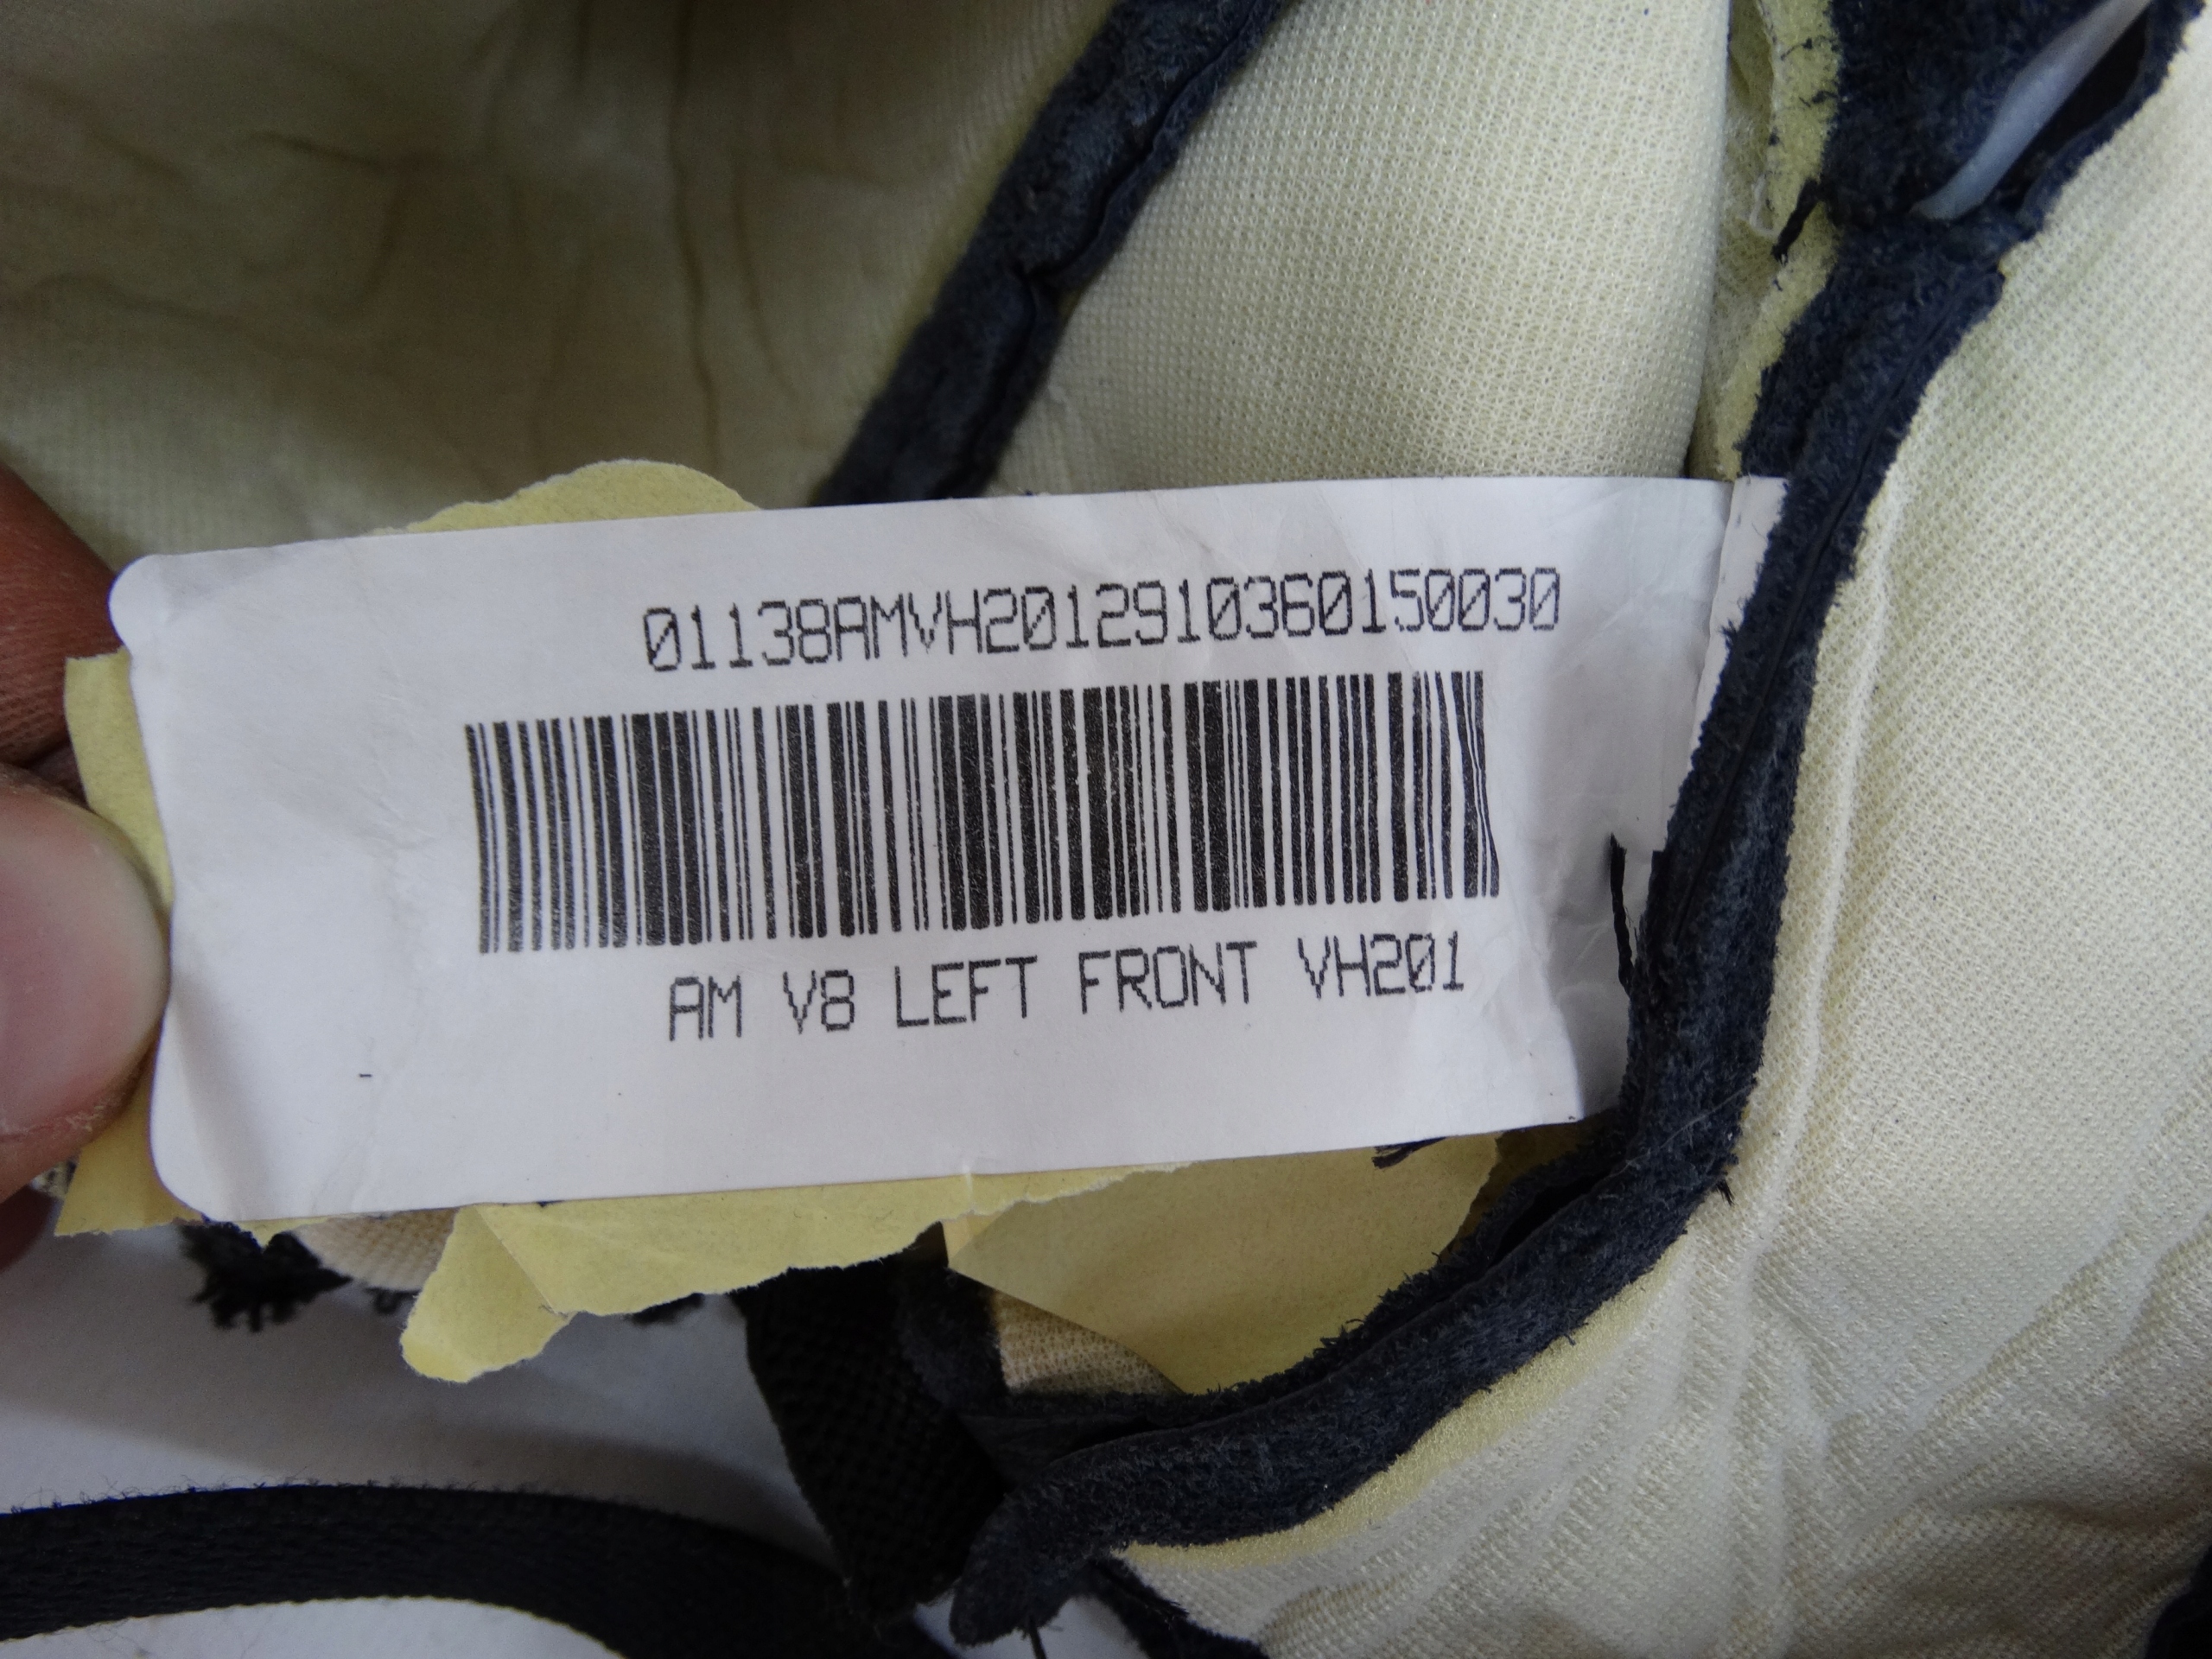 01138AMVH2012910360150030
AM V8 LEFT FRONT VH201